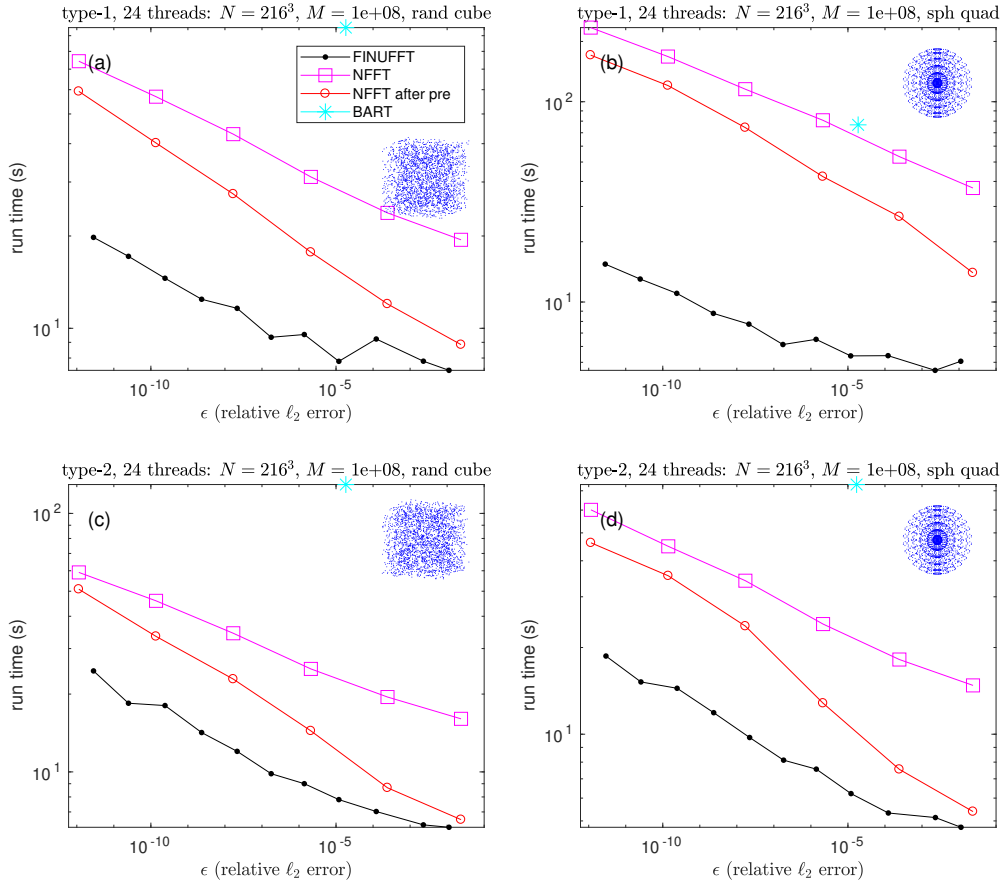 type-1, 24 threads: N = 216³, M = 1e+08, rand cube
(a)
FINUFFT
NFFT
NFFT after pre
BART
run time (s)
10¹
10⁻¹⁰
10⁻⁵
ϵ (relative ℓ₂ error)
type-1, 24 threads: N = 216³, M = 1e+08, sph quad
(b)
run time (s)
10²
10¹
10⁻¹⁰
10⁻⁵
ϵ (relative ℓ₂ error)
type-2, 24 threads: N = 216³, M = 1e+08, rand cube
(c)
run time (s)
10²
10¹
10⁻¹⁰
10⁻⁵
ϵ (relative ℓ₂ error)
type-2, 24 threads: N = 216³, M = 1e+08, sph quad
(d)
run time (s)
10¹
10⁻¹⁰
10⁻⁵
ϵ (relative ℓ₂ error)